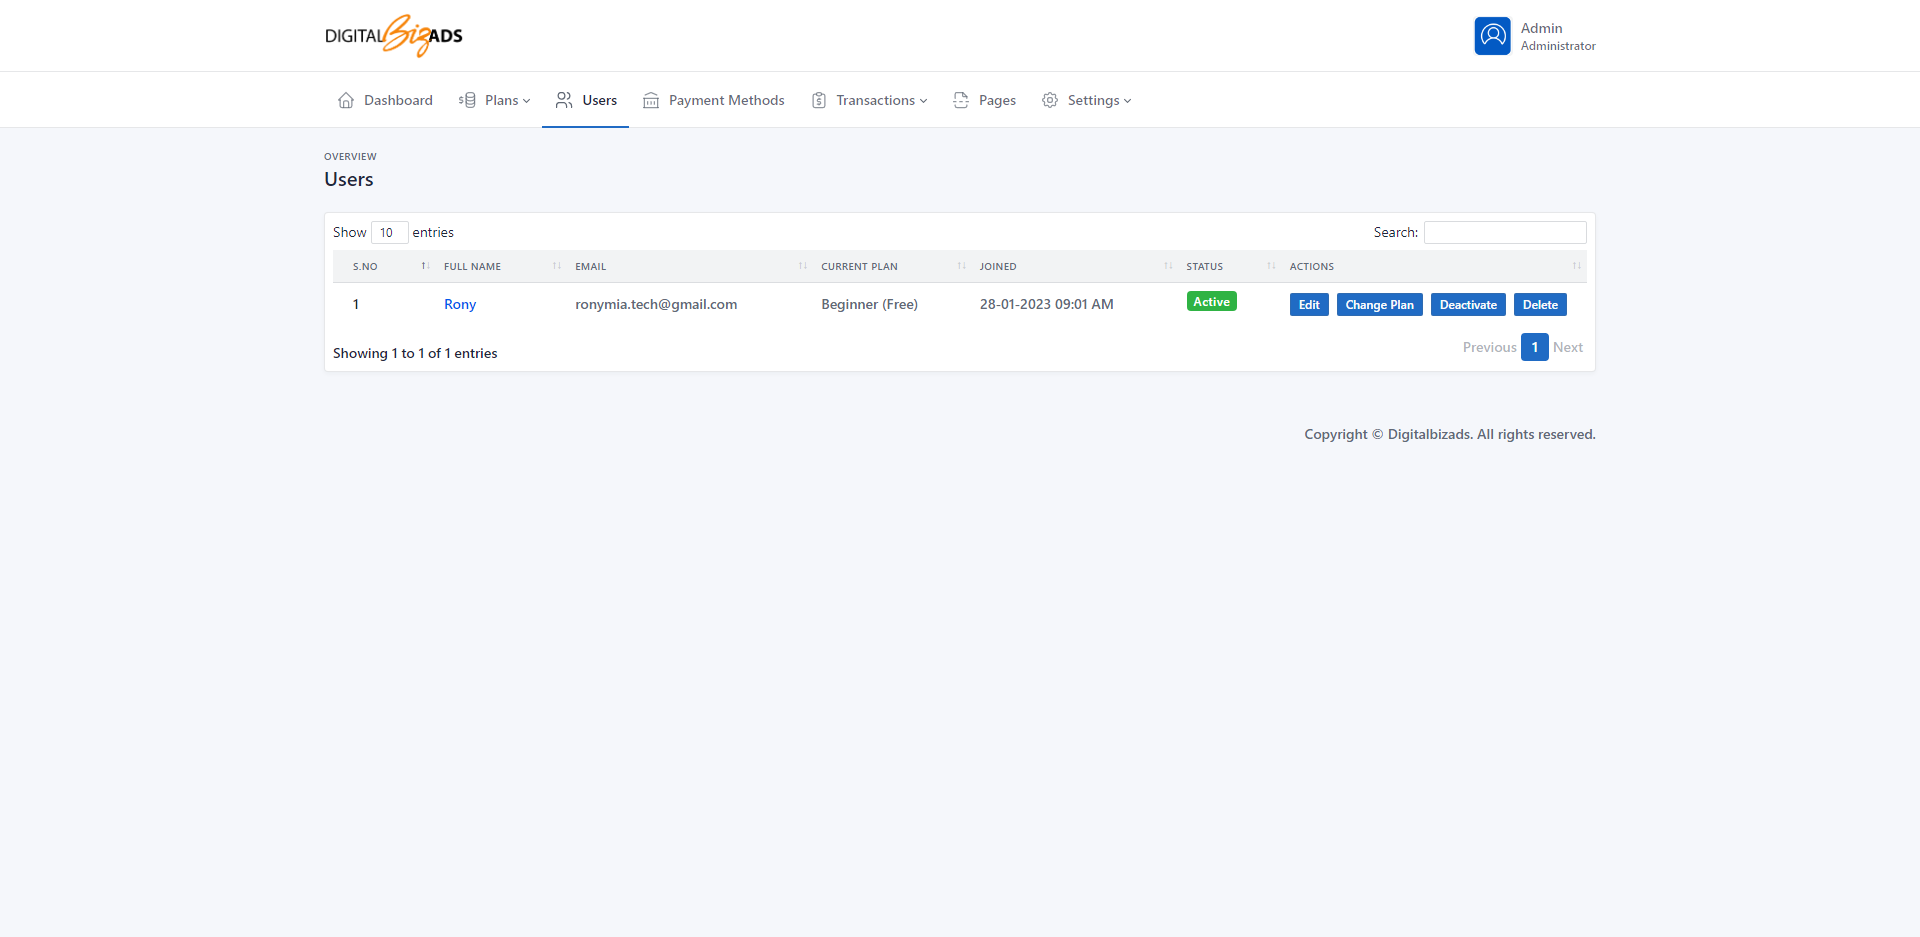 DIGITAL Biz ADS
Admin
Administrator
Dashboard Plans Users Payment Methods Transactions Pages Settings
OVERVIEW
Users
Show 10 entries Search:
S.NO FULL NAME EMAIL CURRENT PLAN JOINED STATUS ACTIONS
1 Rony ronymia.tech@gmail.com Beginner (Free) 28-01-2023 09:01 AM Active Edit Change Plan Deactivate Delete
Showing 1 to 1 of 1 entries Previous 1 Next
Copyright © Digitalbizads. All rights reserved.